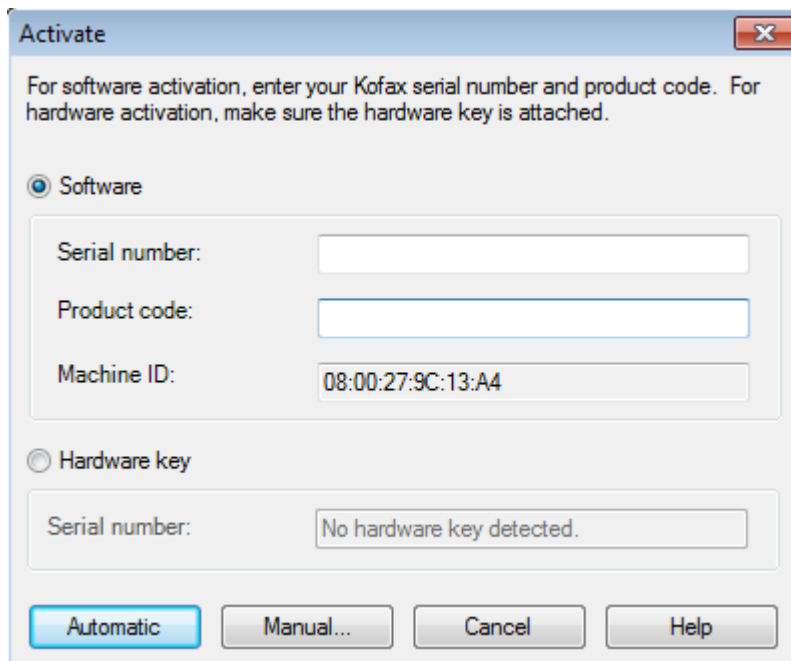 Activate
For software activation, enter your Kofax serial number and product code.  For
hardware activation, make sure the hardware key is attached.
Software
Serial number:
Product code:
Machine ID: 08:00:27:9C:13:A4
Hardware key
Serial number: No hardware key detected.
Automatic Manual... Cancel Help